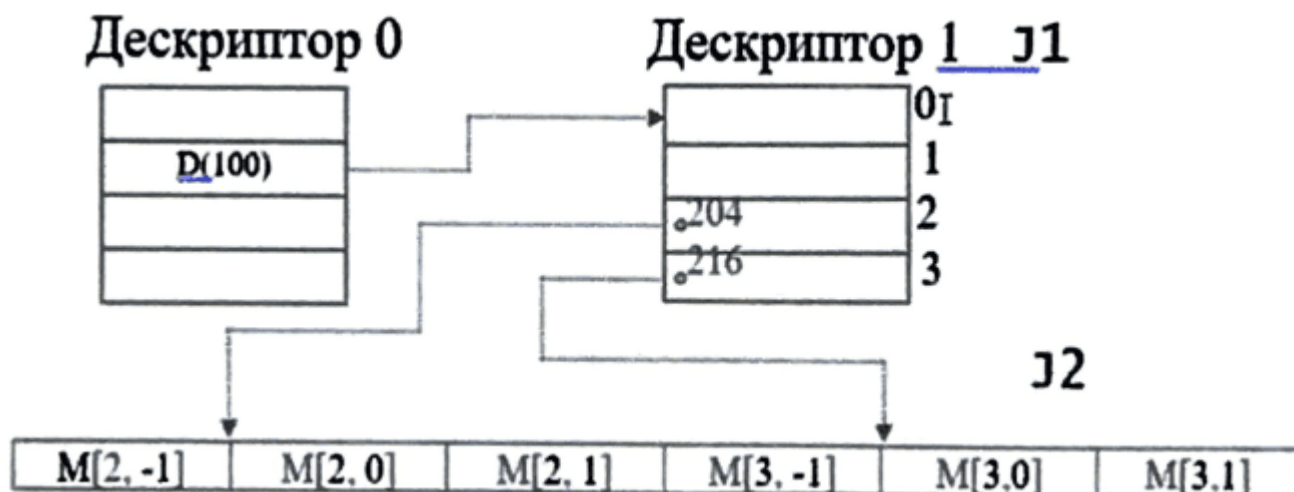 Дескриптор 0
Дескриптор 1 J1
0
1
D(100)
204 2
216 3
J2
M[2, -1] M[2, 0] M[2, 1] M[3, -1] M[3,0] M[3,1]